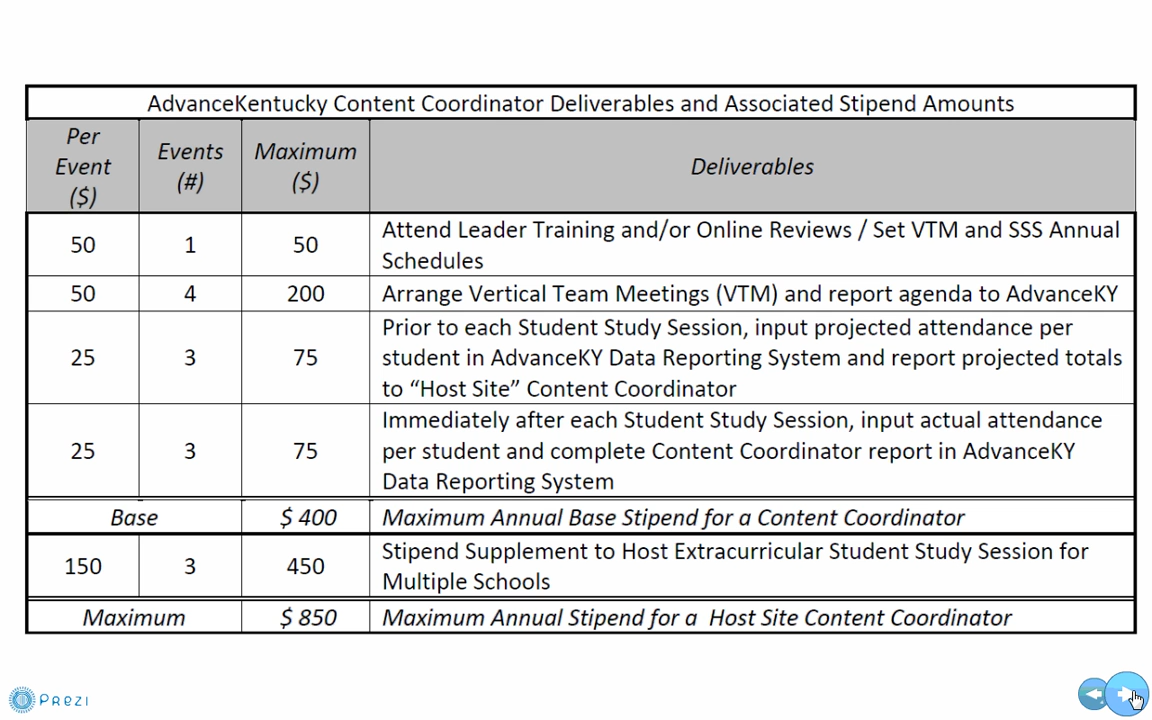 AdvanceKentucky Content Coordinator Deliverables and Associated Stipend Amounts
Per Event ($) Events (#) Maximum ($) Deliverables
50 1 50 Attend Leader Training and/or Online Reviews / Set VTM and SSS Annual
Schedules
50 4 200 Arrange Vertical Team Meetings (VTM) and report agenda to AdvanceKY
25 3 75 Prior to each Student Study Session, input projected attendance per
student in AdvanceKY Data Reporting System and report projected totals
to “Host Site” Content Coordinator
25 3 75 Immediately after each Student Study Session, input actual attendance
per student and complete Content Coordinator report in AdvanceKY
Data Reporting System
Base $ 400 Maximum Annual Base Stipend for a Content Coordinator
150 3 450 Stipend Supplement to Host Extracurricular Student Study Session for
Multiple Schools
Maximum $ 850 Maximum Annual Stipend for a Host Site Content Coordinator
Prezi